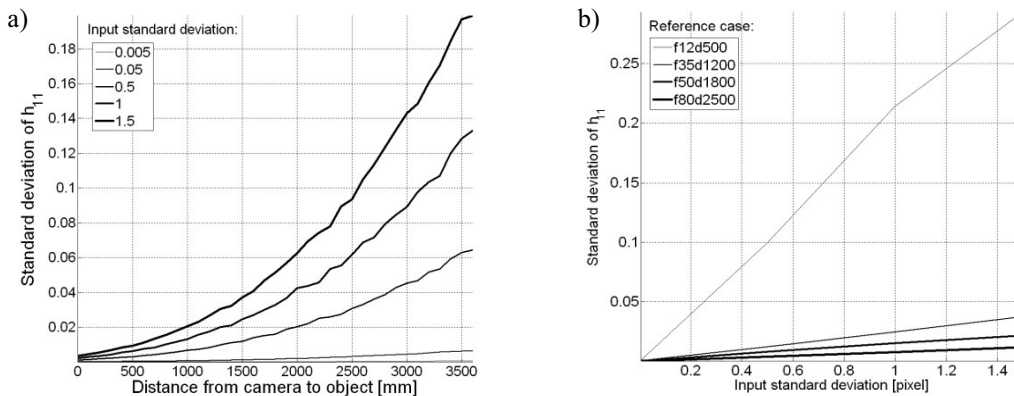 a)
Input standard deviation:
0.005
0.05
0.5
1
1.5
Standard deviation of h11
0.18
0.16
0.14
0.12
0.1
0.08
0.06
0.04
0.02
0 500 1000 1500 2000 2500 3000 3500
Distance from camera to object [mm]
b)
Reference case:
f12d500
f35d1200
f50d1800
f80d2500
Standard deviation of h11
0.25
0.2
0.15
0.1
0.05
0.2 0.4 0.6 0.8 1 1.2 1.4
Input standard deviation [pixel]